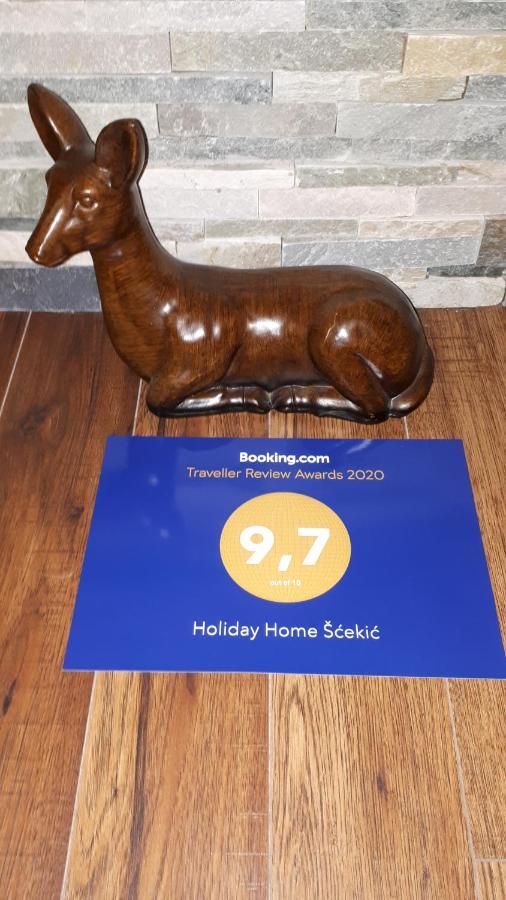 Booking.com
Traveller Review Awards 2020
9,7
out of 10
Holiday Home Šćekić